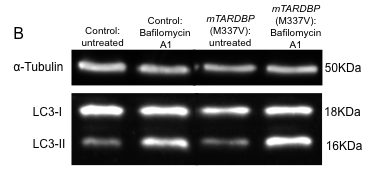 B
Control:
untreated
Control:
Bafilomycin
A1
mTARDBP
(M337V):
untreated
mTARDBP
(M337V):
Bafilomycin
A1
α-Tubulin
50KDa
LC3-I
18KDa
LC3-II
16KDa